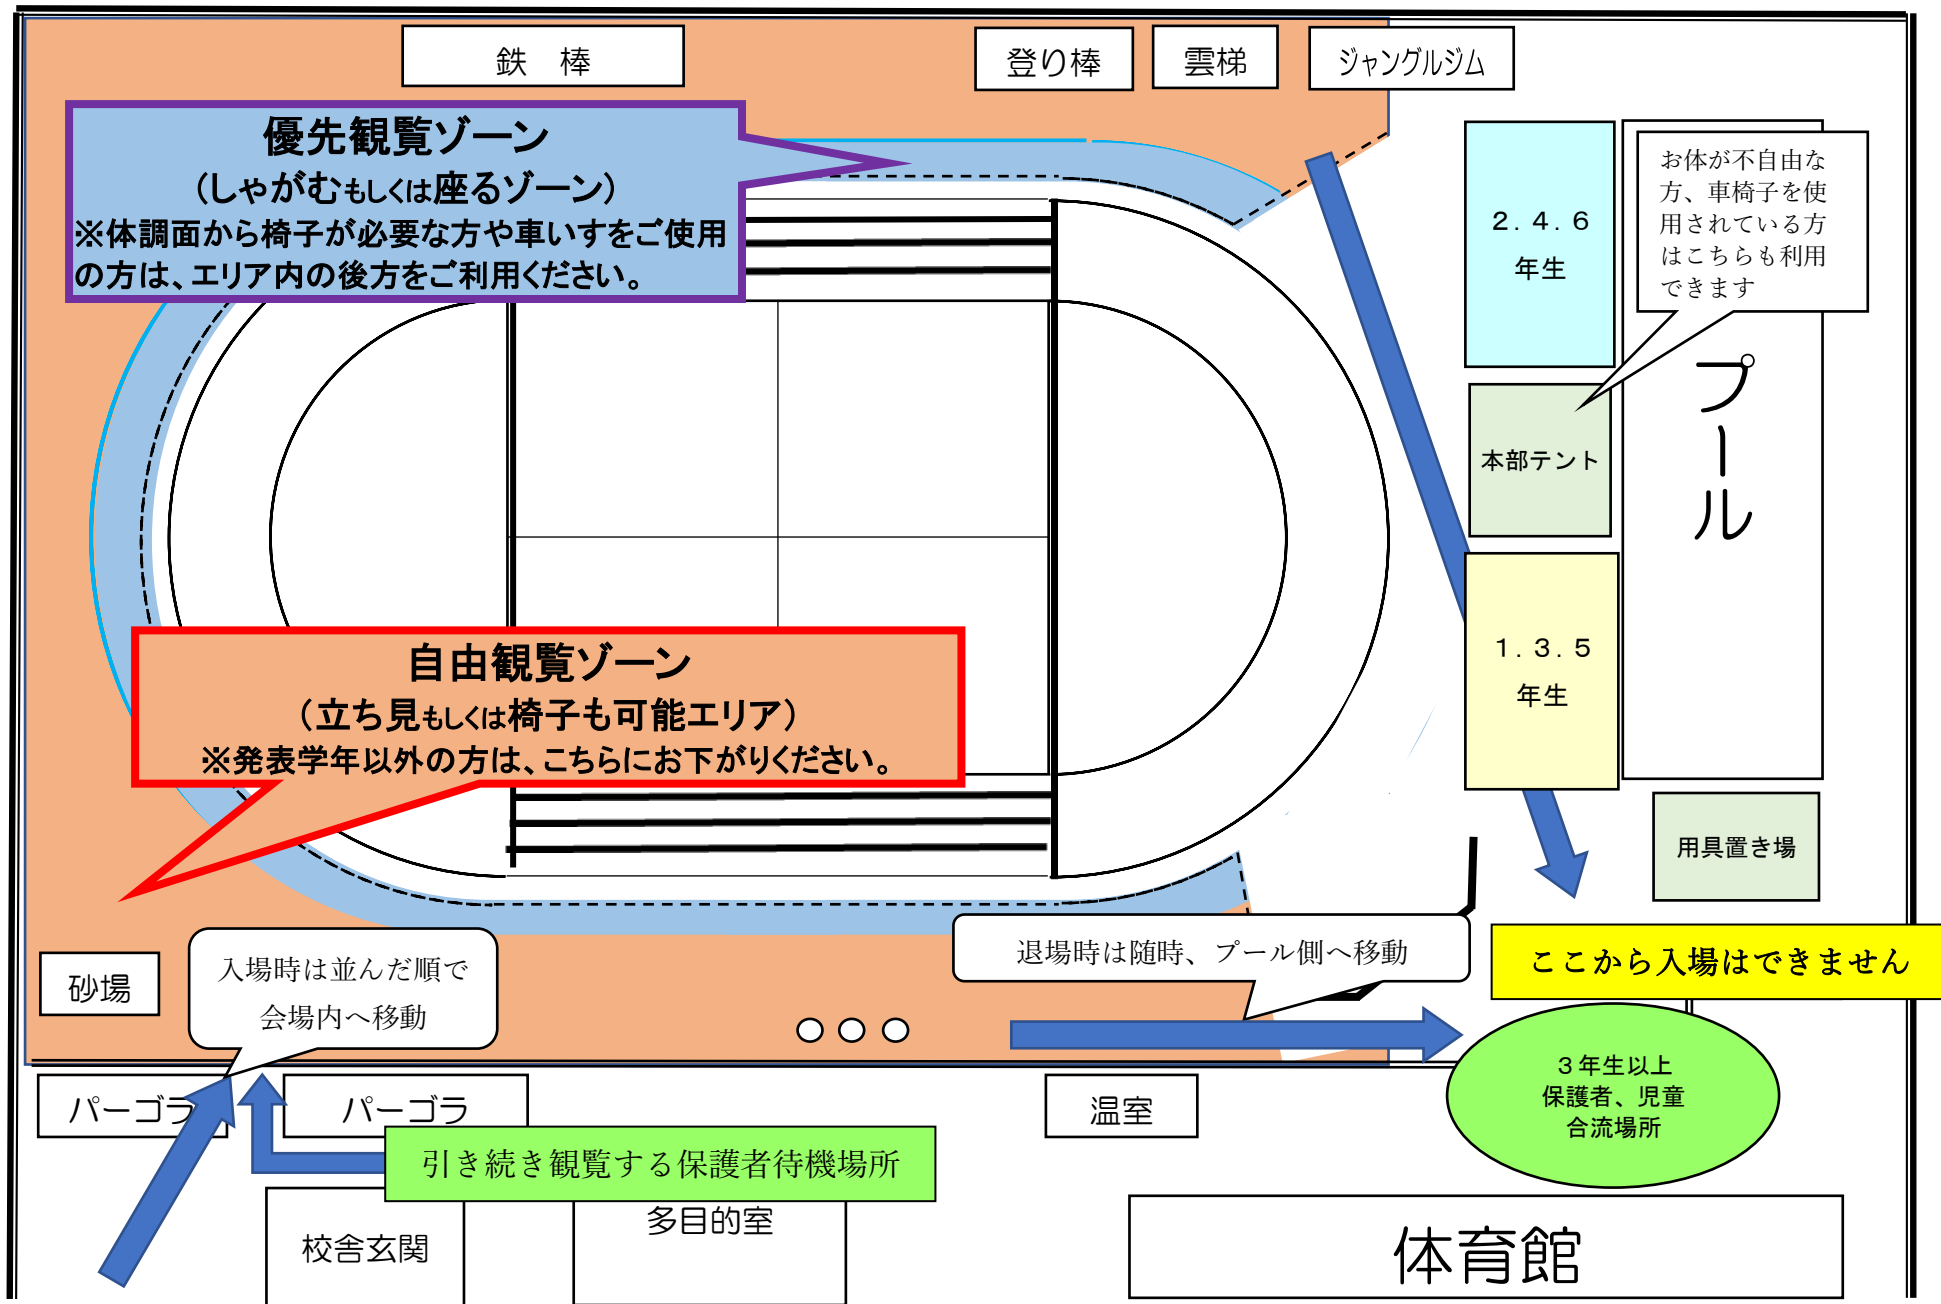 鉄　棒
登り棒
雲梯
ジャングルジム
優先観覧ゾーン
（しゃがむもしくは座るゾーン）
※体調面から椅子が必要な方や車いすをご使用
の方は、エリア内の後方をご利用ください。
２．４．６
年生
お体が不自由な
方、車椅子を使
用されている方
はこちらも利用
できます
プール
本部テント
１．３．５
年生
自由観覧ゾーン
（立ち見もしくは椅子も可能エリア）
※発表学年以外の方は、こちらにお下がりください。
用具置き場
砂場
入場時は並んだ順で
会場内へ移動
退場時は随時、プール側へ移動
ここから入場はできません
３年生以上
保護者、児童
合流場所
パーゴラ
パーゴラ
温室
引き続き観覧する保護者待機場所
校舎玄関
多目的室
体育館